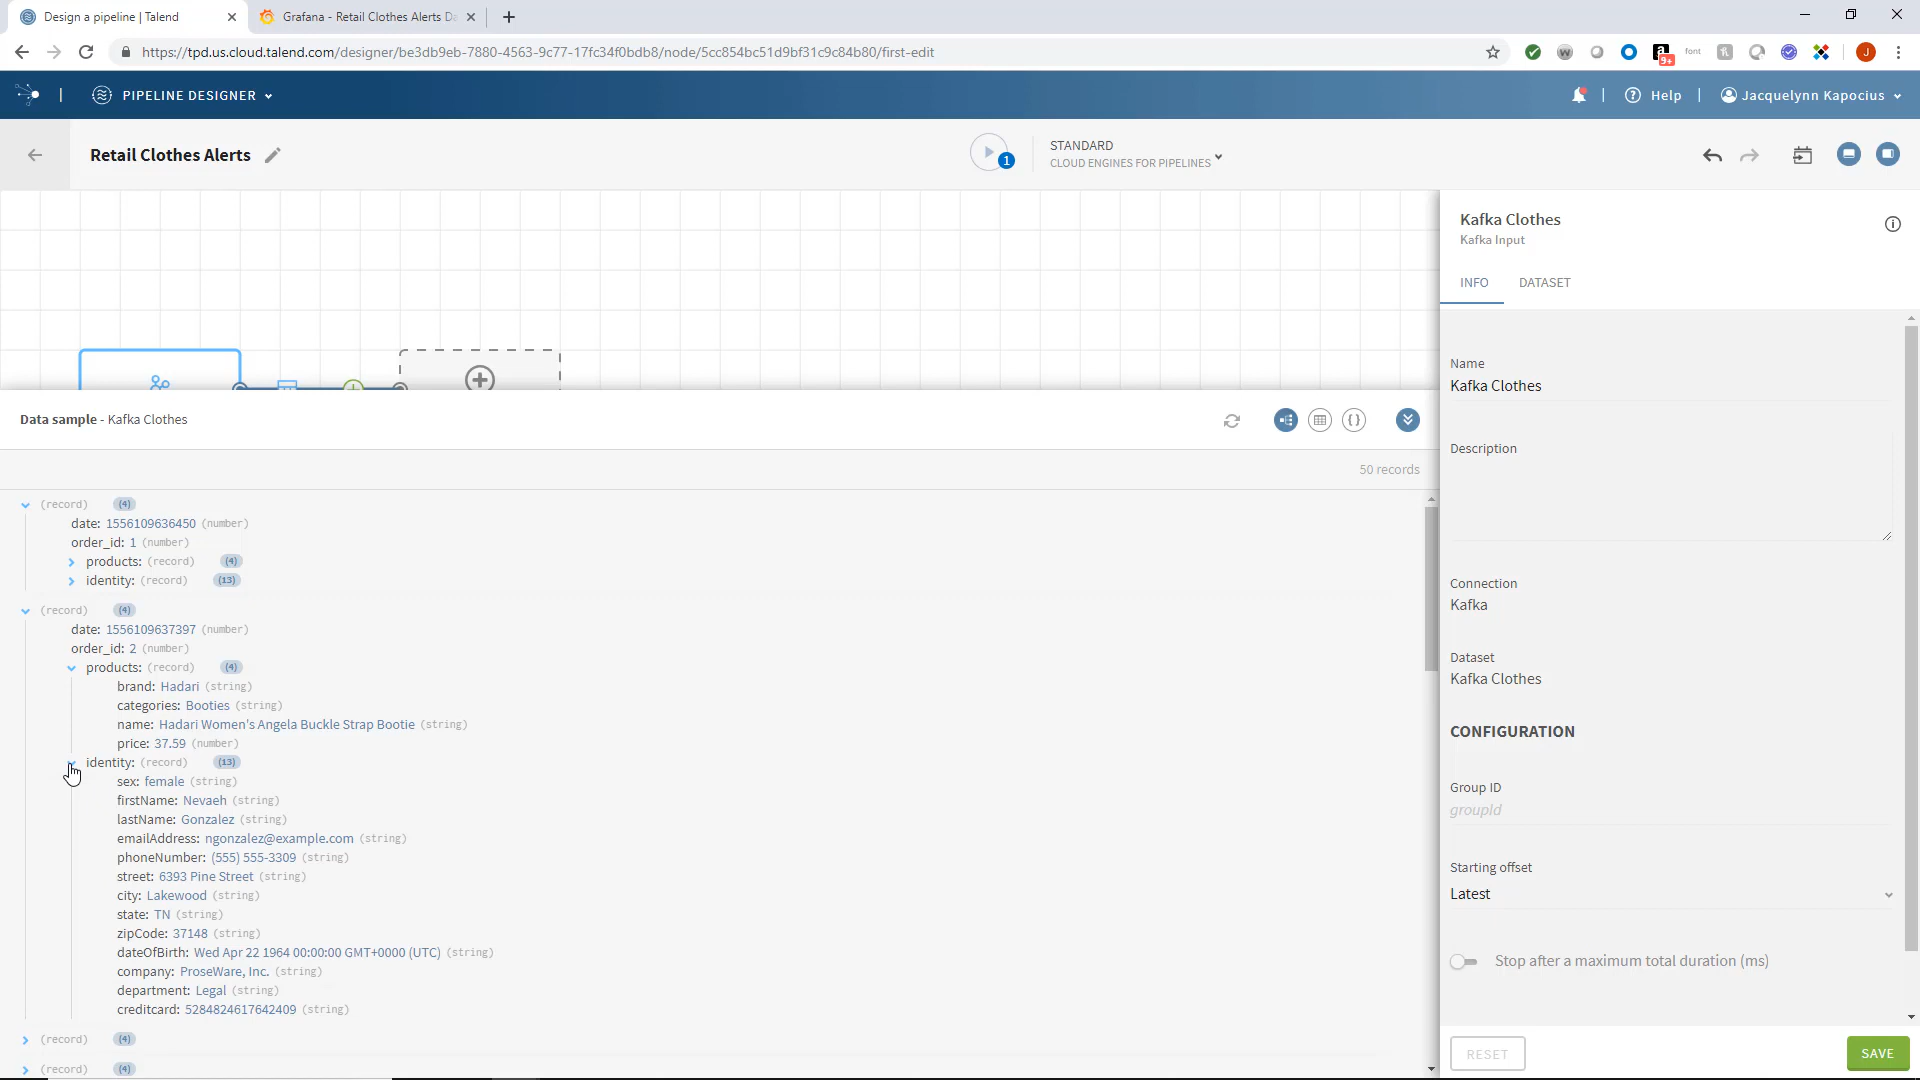 Design a pipeline | Talend
Grafana - Retail Clothes Alerts Da
https://tpd.us.cloud.talend.com/designer/be3db9eb-7880-4563-9c77-17fc34f0bdb8/node/5cc854bc51d9bf31c9c84b80/first-edit
W
a
9+
font
J
PIPELINE DESIGNER
Help
Jacquelynn Kapocius
Retail Clothes Alerts
1
STANDARD
CLOUD ENGINES FOR PIPELINES
Kafka Clothes
Kafka Input
INFO
DATASET
Name
Kafka Clothes
Description
Connection
Kafka
Dataset
Kafka Clothes
CONFIGURATION
Group ID
groupId
Starting offset
Latest
Stop after a maximum total duration (ms)
RESET
SAVE
Data sample - Kafka Clothes
50 records
(record) (4)
date: 1556109636450 (number)
order_id: 1 (number)
products: (record) (4)
identity: (record) (13)
(record) (4)
date: 1556109637397 (number)
order_id: 2 (number)
products: (record) (4)
brand: Hadari (string)
categories: Booties (string)
name: Hadari Women's Angela Buckle Strap Bootie (string)
price: 37.59 (number)
identity: (record) (13)
sex: female (string)
firstName: Nevaeh (string)
lastName: Gonzalez (string)
emailAddress: ngonzalez@example.com (string)
phoneNumber: (555) 555-3309 (string)
street: 6393 Pine Street (string)
city: Lakewood (string)
state: TN (string)
zipCode: 37148 (string)
dateOfBirth: Wed Apr 22 1964 00:00:00 GMT+0000 (UTC) (string)
company: ProseWare, Inc. (string)
department: Legal (string)
creditcard: 5284824617642409 (string)
(record) (4)
(record) (4)